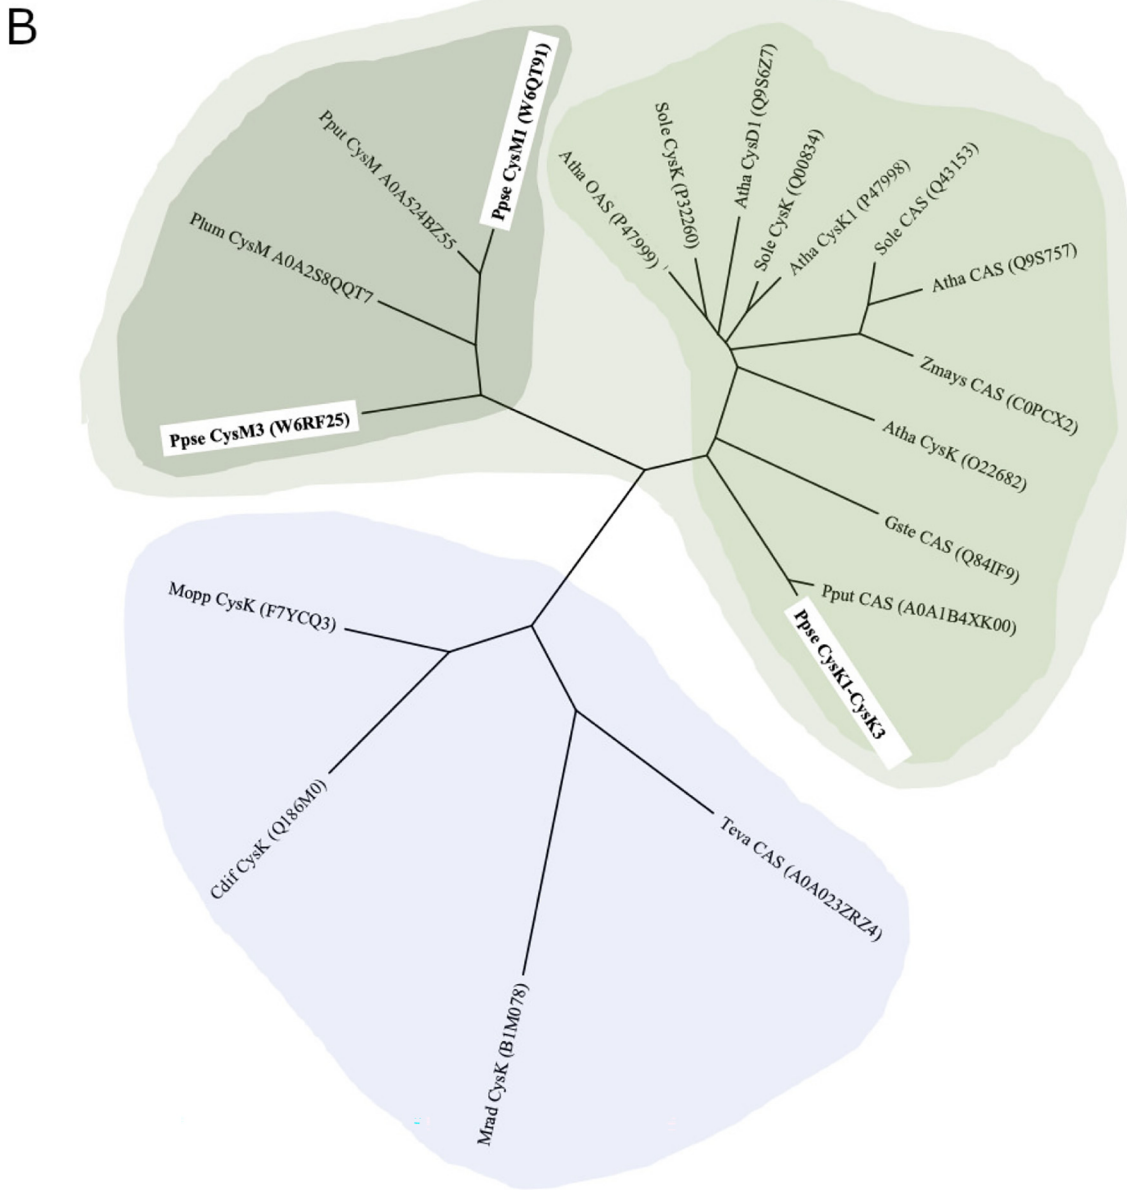 B
Ppse CysM1 (W6QT91)
Pput CysM A0A524BZ55
Plum CysM A0A2S8QQT7
Ppse CysM3 (W6RF25)
Atha OAS (P47999)
Sole CysK (P32260)
Atha CysD1 (Q9S6Z7)
Sole CysK (Q00834)
Atha CysK1 (P47998)
Sole CAS (Q43153)
Atha CAS (Q9S757)
Zmays CAS (C0PCX2)
Atha CysK (O22682)
Gste CAS (Q84IF9)
Pput CAS (A0A1B4XK00)
Ppse CysK1-CysK3
Mopp CysK (F7YCQ3)
Cdif CysK (Q186M0)
Mrad CysK (B1M078)
Teva CAS (A0A023ZRZ4)